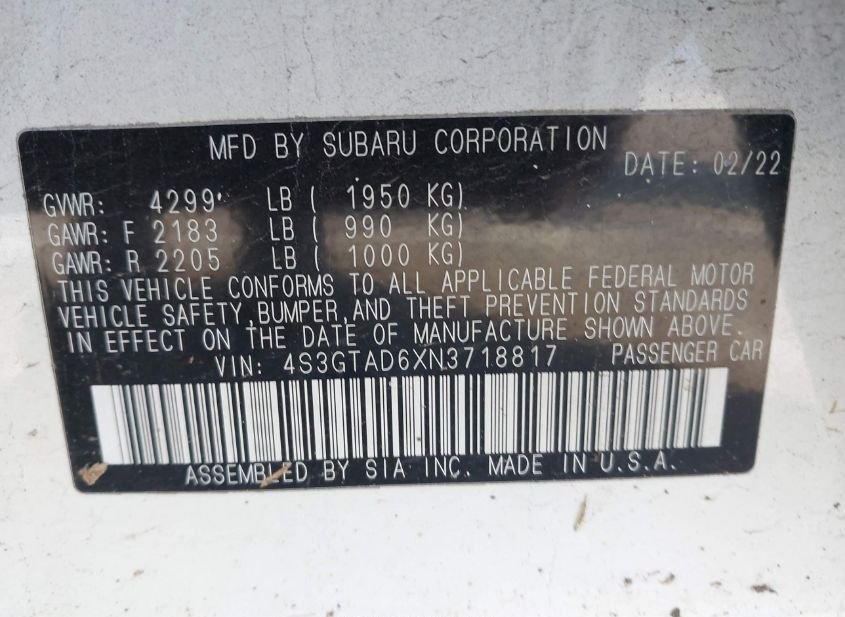 MFD BY SUBARU CORPORATION
DATE: 02/22
GVWR: 4299 LB ( 1950 KG)
GAWR: F 2183 LB ( 990 KG)
GAWR: R 2205 LB ( 1000 KG)
THIS VEHICLE CONFORMS TO ALL APPLICABLE FEDERAL MOTOR
VEHICLE SAFETY,BUMPER,AND THEFT PREVENTION STANDARDS
IN EFFECT ON THE DATE OF MANUFACTURE SHOWN ABOVE.
VIN: 4S3GTAD6XN3718817 PASSENGER CAR
ASSEMBLED BY SIA INC. MADE IN U.S.A.